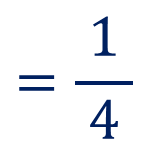 = 1/4